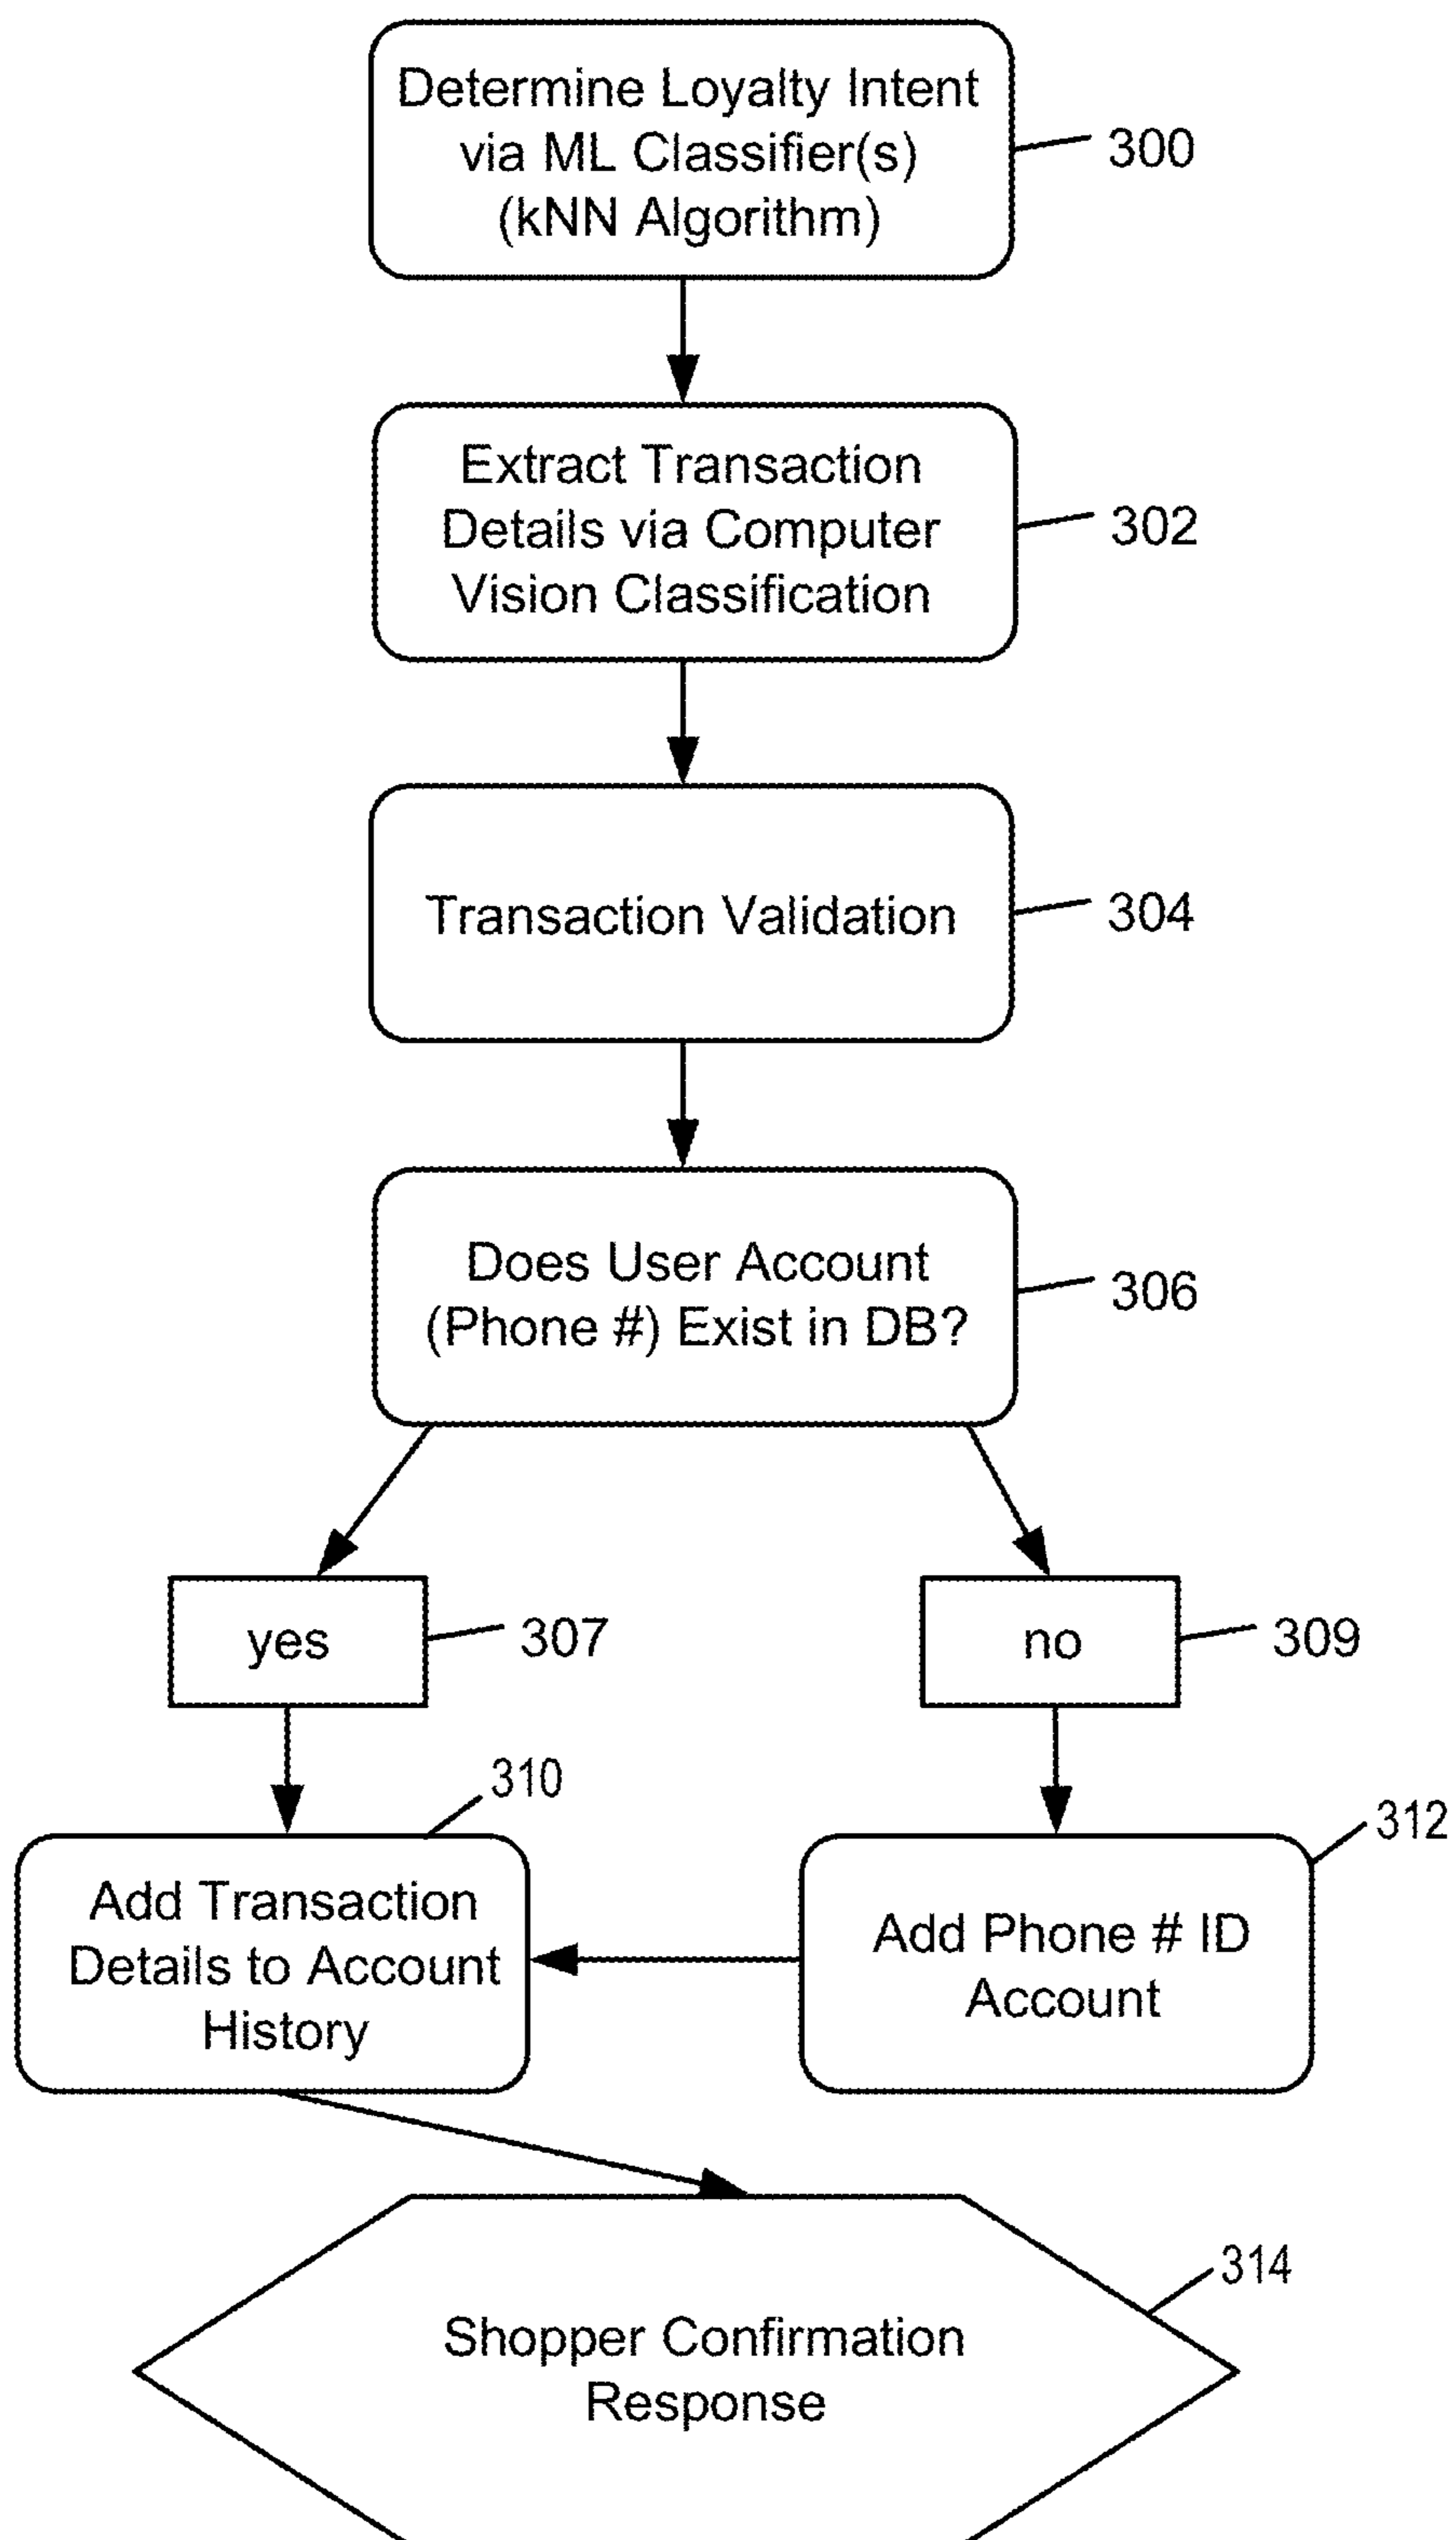 Determine Loyalty Intent
via ML Classifier(s)
(kNN Algorithm)
300
Extract Transaction
Details via Computer
Vision Classification
302
Transaction Validation
304
Does User Account
(Phone #) Exist in DB?
306
yes
307
no
309
310
312
Add Transaction
Details to Account
History
Add Phone # ID
Account
314
Shopper Confirmation
Response